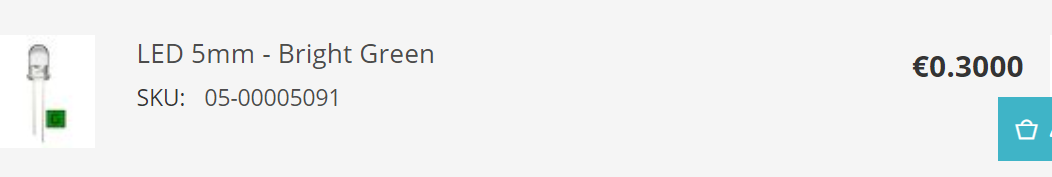 LED 5mm - Bright Green
€0.3000
SKU: 05-00005091
G